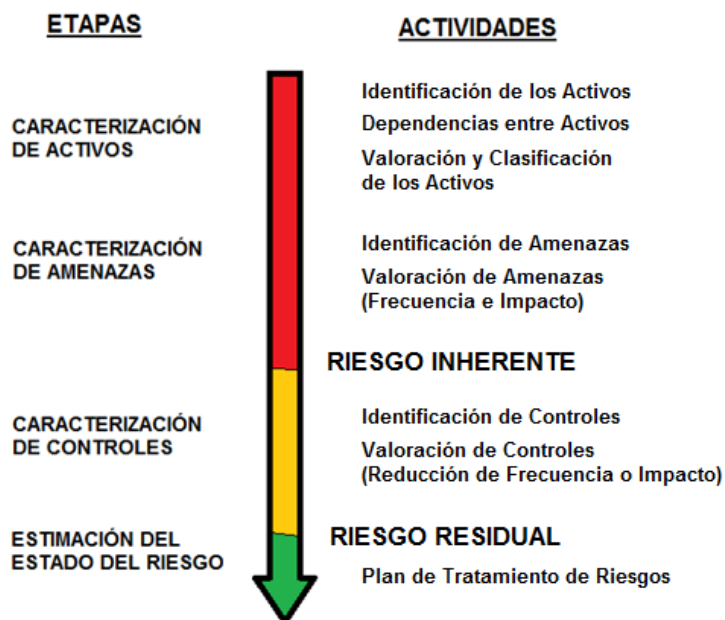 ETAPAS
ACTIVIDADES
CARACTERIZACIÓN
DE ACTIVOS
Identificación de los Activos
Dependencias entre Activos
Valoración y Clasificación
de los Activos
CARACTERIZACIÓN
DE AMENAZAS
Identificación de Amenazas
Valoración de Amenazas
(Frecuencia e Impacto)
RIESGO INHERENTE
CARACTERIZACIÓN
DE CONTROLES
Identificación de Controles
Valoración de Controles
(Reducción de Frecuencia o Impacto)
RIESGO RESIDUAL
ESTIMACIÓN DEL
ESTADO DEL RIESGO
Plan de Tratamiento de Riesgos